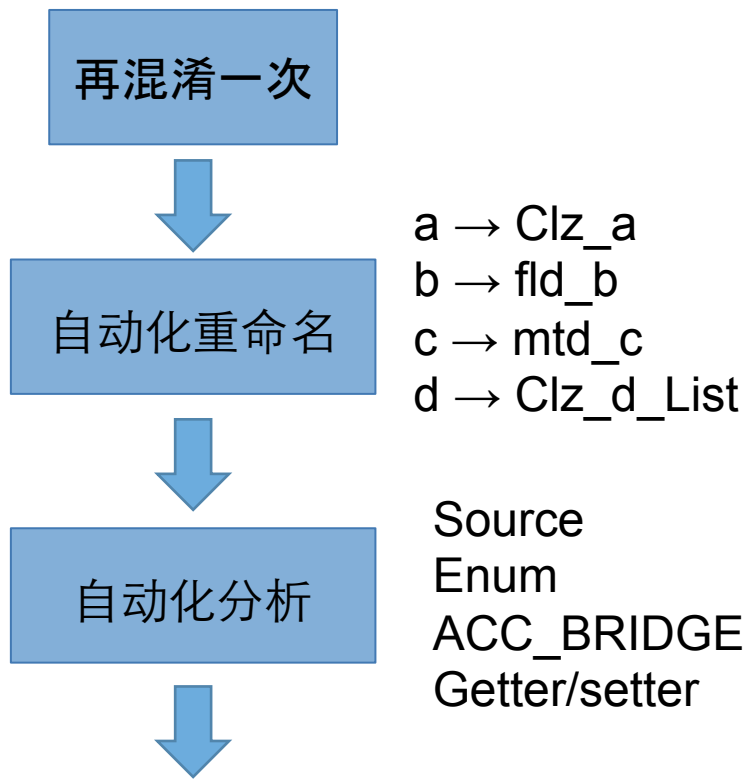 再混淆一次
a → Clz_a
b → fld_b
自动化重命名
c → mtd_c
d → Clz_d_List
Source
Enum
自动化分析
ACC_BRIDGE
Getter/setter